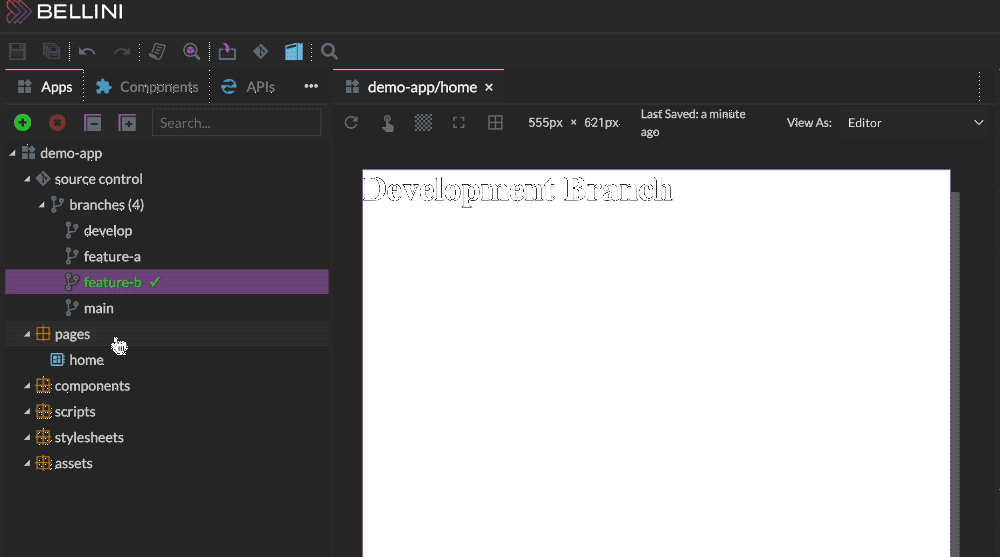 BELLINI
Apps
Components
APIs
•••
demo-app/home ×
Search...
555px × 621px
Last Saved: a minute
ago
View As:
Editor
demo-app
source control
branches (4)
develop
feature-a
feature-b ✓
main
pages
home
components
scripts
stylesheets
assets
Development Branch